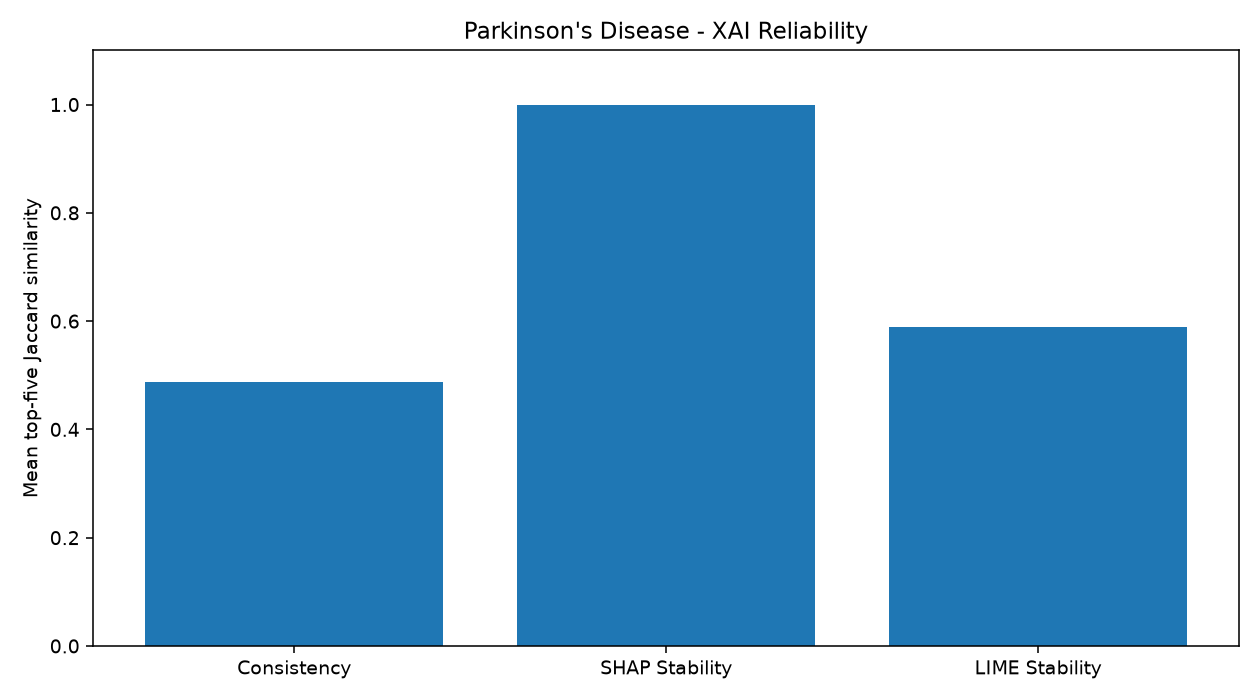 Parkinson's Disease - XAI Reliability
Mean top-five Jaccard similarity
1.0
0.8
0.6
0.4
0.2
0.0
Consistency
SHAP Stability
LIME Stability